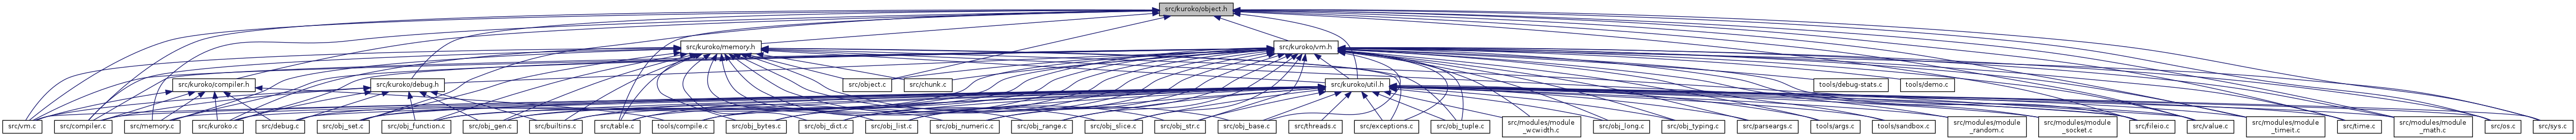 src/kuroko/object.h
src/kuroko/memory.h
src/kuroko/vm.h
src/kuroko/compiler.h
src/kuroko/debug.h
src/object.c
src/chunk.c
src/kuroko/util.h
tools/debug-stats.c
tools/demo.c
src/vm.c
src/compiler.c
src/memory.c
src/kuroko.c
src/debug.c
src/obj_set.c
src/obj_function.c
src/obj_gen.c
src/builtins.c
src/table.c
tools/compile.c
src/obj_bytes.c
src/obj_dict.c
src/obj_list.c
src/obj_numeric.c
src/obj_range.c
src/obj_slice.c
src/obj_str.c
src/obj_base.c
src/threads.c
src/exceptions.c
src/obj_tuple.c
src/modules/module
_wcwidth.c
src/obj_long.c
src/obj_typing.c
src/parseargs.c
tools/args.c
tools/sandbox.c
src/modules/module
_random.c
src/modules/module
_socket.c
src/fileio.c
src/value.c
src/modules/module
_timeit.c
src/time.c
src/modules/module
_math.c
src/os.c
src/sys.c